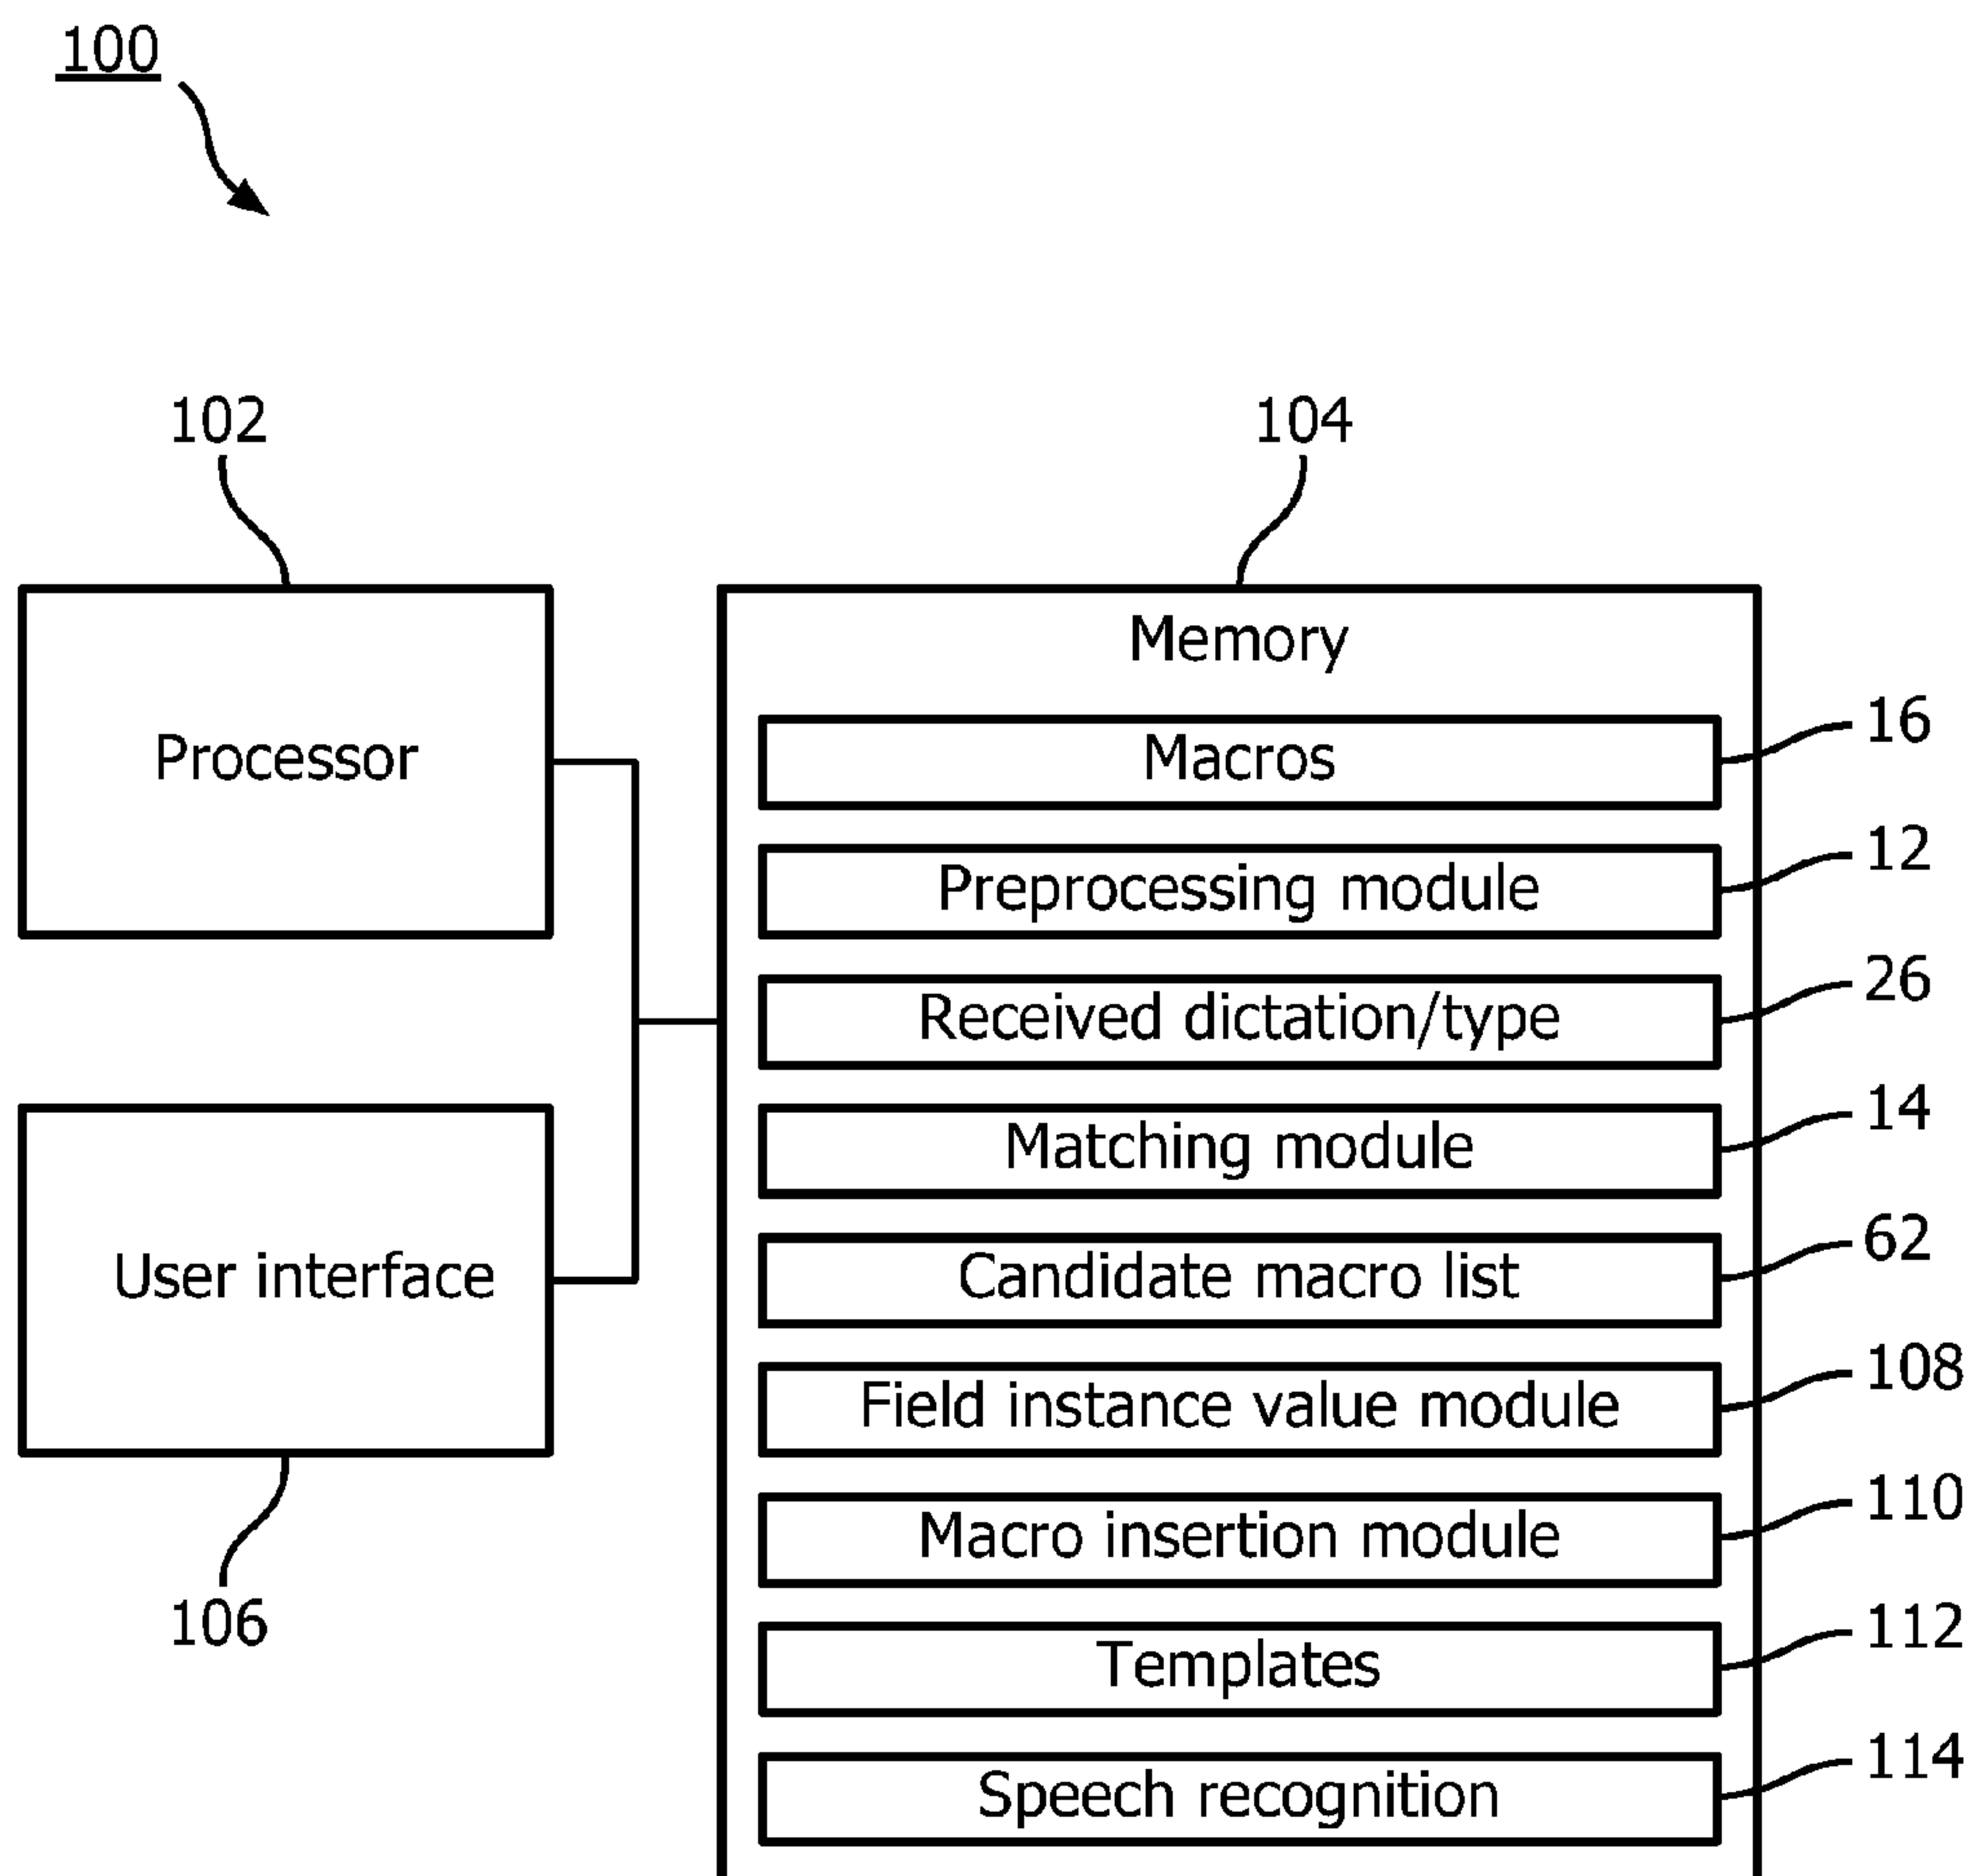 100
102
104
Memory
Processor
Macros
16
Preprocessing module
12
Received dictation/type
26
Matching module
14
User interface
Candidate macro list
62
Field instance value module
108
Macro insertion module
110
106
Templates
112
Speech recognition
114